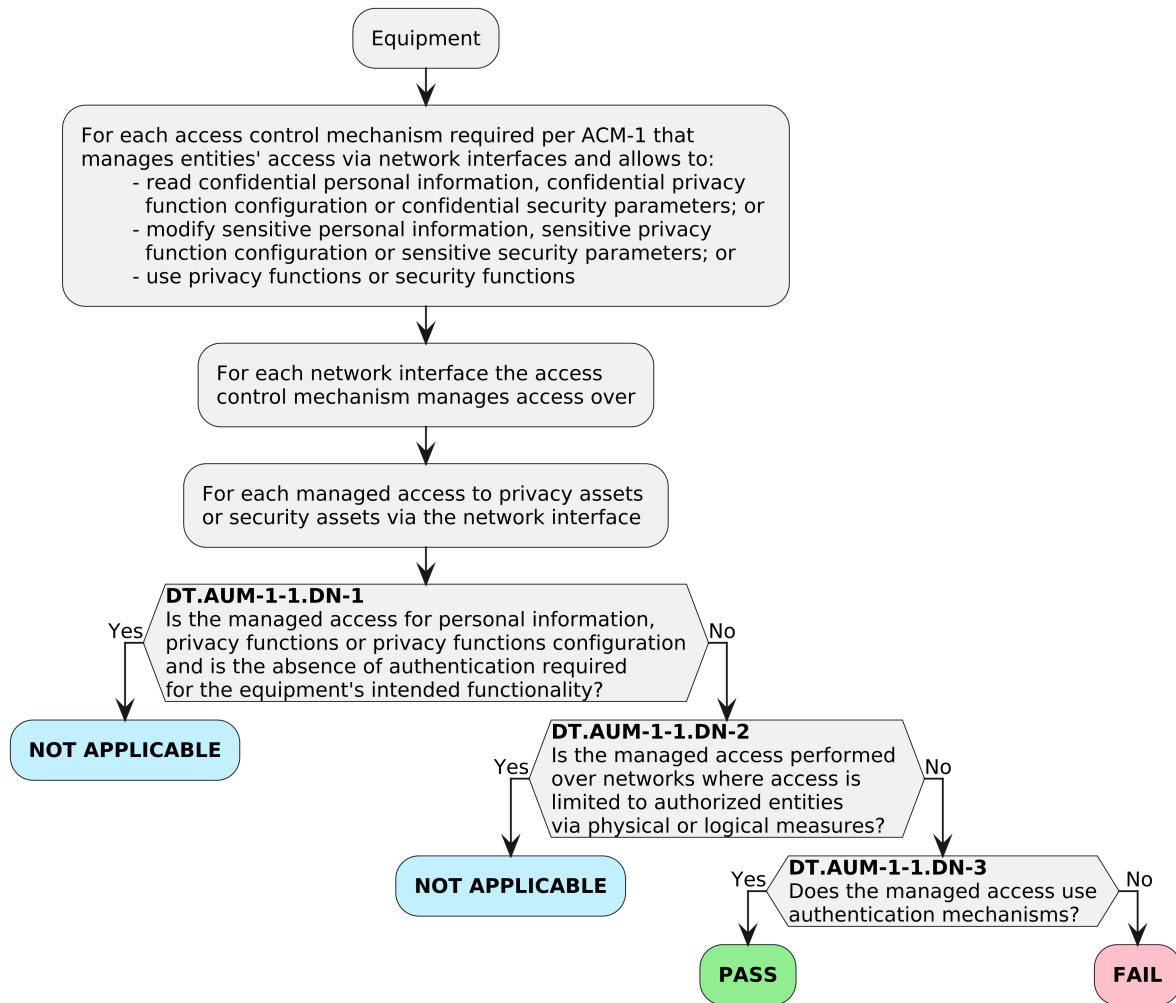 Equipment
For each access control mechanism required per ACM-1 that
manages entities' access via network interfaces and allows to:
- read confidential personal information, confidential privacy
function configuration or confidential security parameters; or
- modify sensitive personal information, sensitive privacy
function configuration or sensitive security parameters; or
- use privacy functions or security functions
For each network interface the access
control mechanism manages access over
For each managed access to privacy assets
or security assets via the network interface
DT.AUM-1-1.DN-1
Is the managed access for personal information,
privacy functions or privacy functions configuration
and is the absence of authentication required
for the equipment's intended functionality?
Yes
No
NOT APPLICABLE
DT.AUM-1-1.DN-2
Is the managed access performed
over networks where access is
limited to authorized entities
via physical or logical measures?
Yes
No
NOT APPLICABLE
DT.AUM-1-1.DN-3
Does the managed access use
authentication mechanisms?
Yes
No
PASS
FAIL